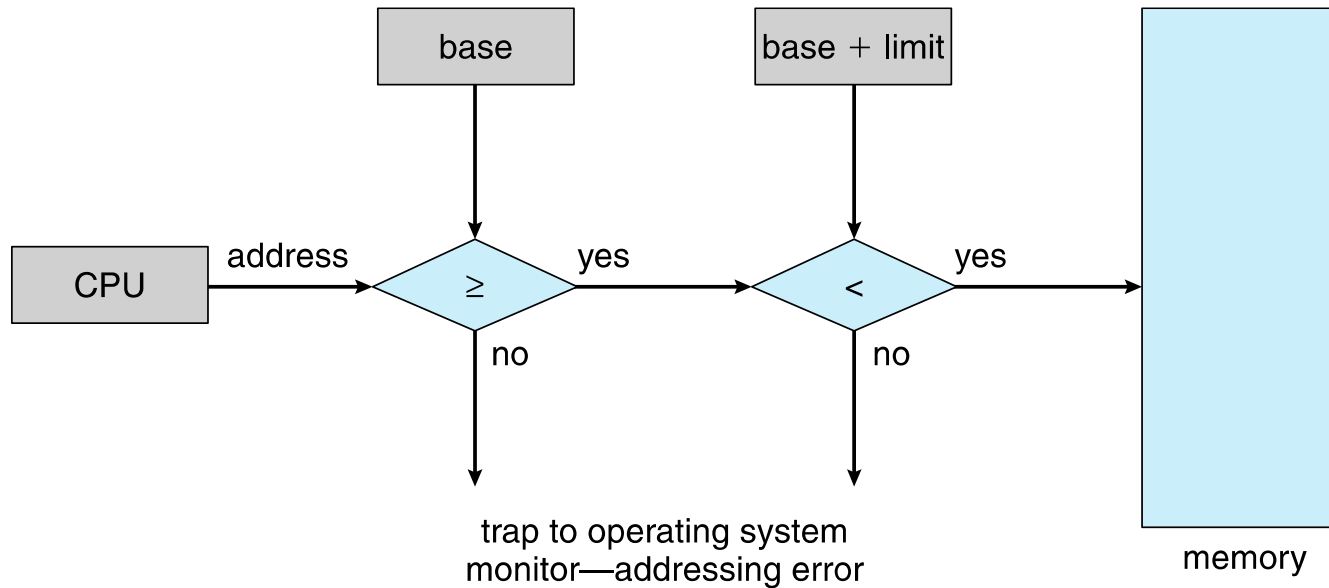 base
base + limit
CPU
address
≥
yes
<
yes
no
no
trap to operating system
monitor—addressing error
memory